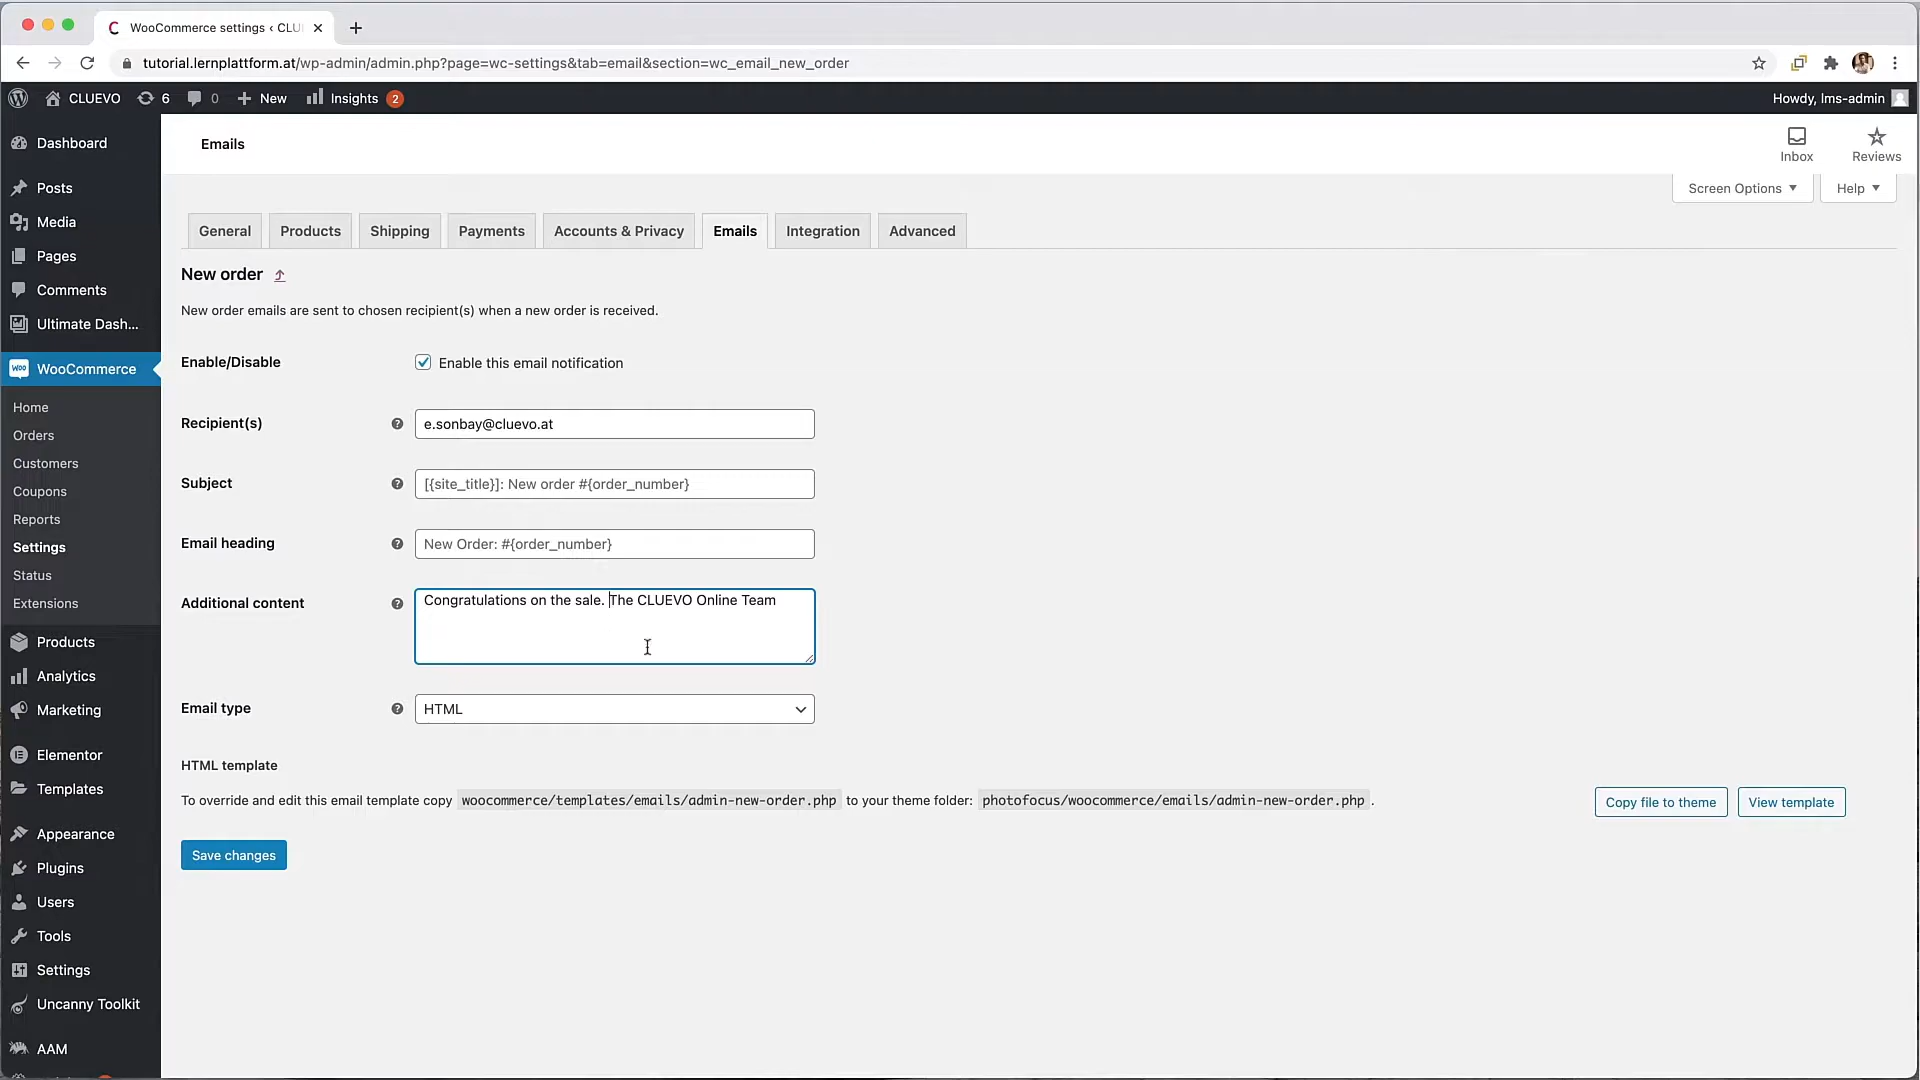 WooCommerce settings ‹ CLU
tutorial.lernplattform.at/wp-admin/admin.php?page=wc-settings&tab=email&section=wc_email_new_order
CLUEVO 6 0 New Insights 2
Howdy, lms-admin
Dashboard
Posts
Media
Pages
Comments
Ultimate Dash...
WooCommerce
Home
Orders
Customers
Coupons
Reports
Settings
Status
Extensions
Products
Analytics
Marketing
Elementor
Templates
Appearance
Plugins
Users
Tools
Settings
Uncanny Toolkit
AAM
Emails
Inbox
Reviews
Screen Options
Help
General
Products
Shipping
Payments
Accounts & Privacy
Emails
Integration
Advanced
New order
New order emails are sent to chosen recipient(s) when a new order is received.
Enable/Disable
Enable this email notification
Recipient(s)
e.sonbay@cluevo.at
Subject
[{site_title}]: New order #{order_number}
Email heading
New Order: #{order_number}
Additional content
Congratulations on the sale. The CLUEVO Online Team
Email type
HTML
HTML template
To override and edit this email template copy woocommerce/templates/emails/admin-new-order.php to your theme folder: photofocus/woocommerce/emails/admin-new-order.php .
Copy file to theme
View template
Save changes